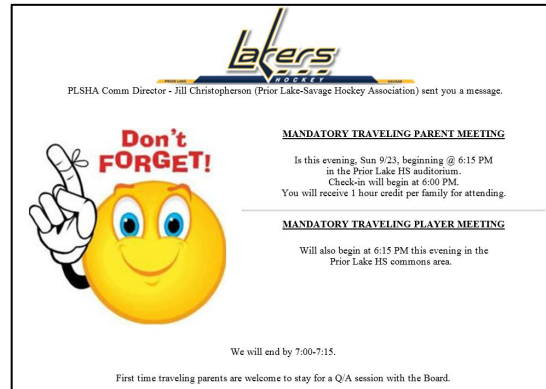 Lakers
PRIOR LAKE
HOCKEY
SAVAGE
PLSHA Comm Director - Jill Christopherson (Prior Lake-Savage Hockey Association) sent you a message.
Don't
FORGET!
MANDATORY TRAVELING PARENT MEETING
Is this evening, Sun 9/23, beginning @ 6:15 PM
in the Prior Lake HS auditorium.
Check-in will begin at 6:00 PM.
You will receive 1 hour credit per family for attending.
MANDATORY TRAVELING PLAYER MEETING
Will also begin at 6:15 PM this evening in the
Prior Lake HS commons area.
We will end by 7:00-7:15.
First time traveling parents are welcome to stay for a Q/A session with the Board.